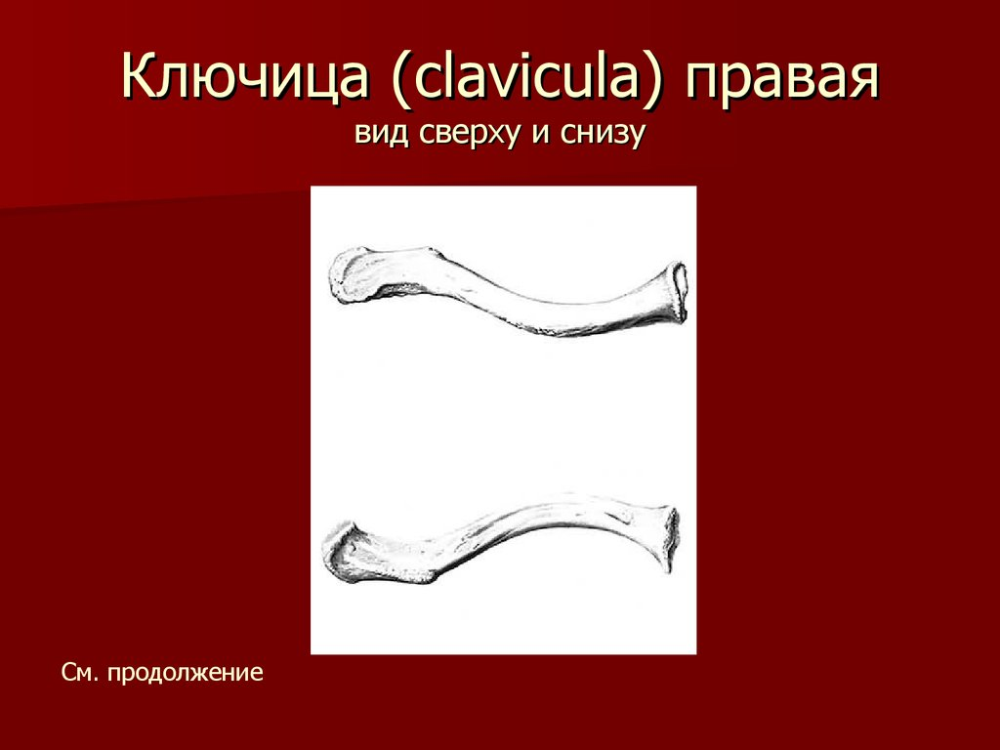 Ключица (clavicula) правая
вид сверху и снизу
См. продолжение